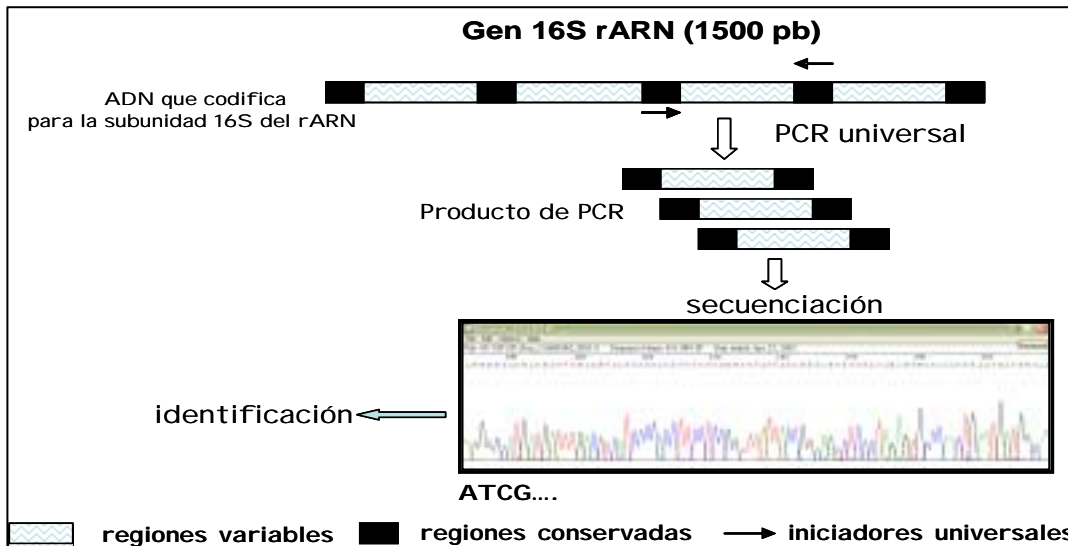 Gen 16S rARN (1500 pb)
ADN que codifica
para la subunidad 16S del rARN
PCR universal
Producto de PCR
secuenciación
identificación
ATCG....
regiones variables
regiones conservadas
iniciadores universales